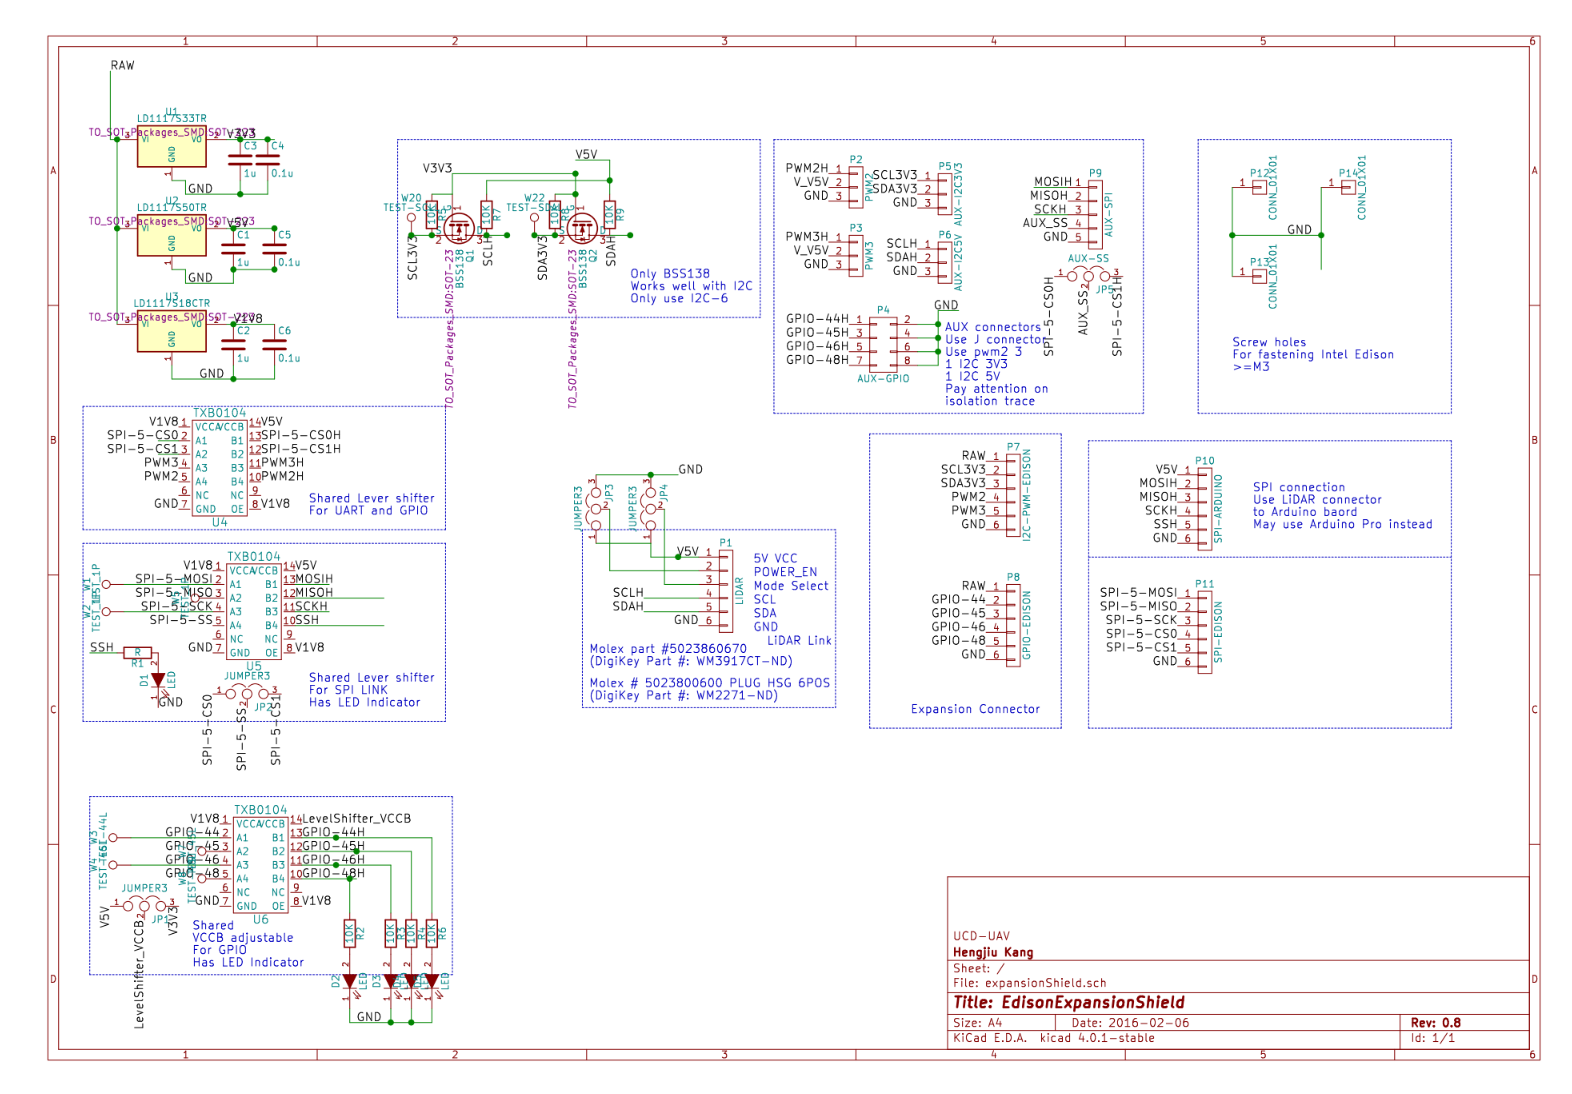 1 2 3 4 5 6
A
B
C
D
RAW
U1
LD1117S33TR
TO_SOT_Packages_SMD:SOT-223
VI VO
GND
V3V3
C3
C4
1u
0.1u
GND
U2
LD1117S50TR
TO_SOT_Packages_SMD:SOT-223
VI VO
GND
V5V
C1
C5
1u
0.1u
GND
U3
LD1117S18CTR
TO_SOT_Packages_SMD:SOT-223
VI VO
GND
V1V8
C2
C6
1u
0.1u
GND
V3V3
V5V
W20
W22
10K
R5
10K
R7
10K
R8
10K
R9
SCL3V3
SCLH
SDA3V3
SDAH
BSS138
Q1
BSS138
Q2
TO_SOT_Packages_SMD:SOT-23
TO_SOT_Packages_SMD:SOT-23
Only BSS138
Works well with I2C
Only use I2C-6
P2
PWM2H 1
V_V5V 2
GND 3
PWM2
P3
PWM3H 1
V_V5V 2
GND 3
PWM3
P5
SCL3V3 1
SDA3V3 2
GND 3
AUX-I2C3V3
P6
SCLH 1
SDAH 2
GND 3
AUX-I2C5V
P4
GPIO-44H 1 2
GPIO-45H 3 4
GPIO-46H 5 6
GPIO-48H 7 8
AUX-GPIO
GND
P9
MOSIH 1
MISOH 2
SCKH 3
AUX_SS 4
GND 5
AUX-SPI
AUX-SS
JP5
SPI-5-CS0H
AUX_SS
SPI-5-CS1H
AUX connectors
Use J connector
Use pwm2 3
1 I2C 3V3
1 I2C 5V
Pay attention on
isolation trace
P12
CONN_01X01
P14
CONN_01X01
GND
P13
CONN_01X01
Screw holes
For fastening Intel Edison
>=M3
TXB0104
V1V8 1 VCCA VCCB 14 V5V
SPI-5-CS0 2 A1 B1 13 SPI-5-CS0H
SPI-5-CS1 3 A2 B2 12 SPI-5-CS1H
PWM3 4 A3 B3 11 PWM3H
PWM2 5 A4 B4 10 PWM2H
6 NC NC 9
GND 7 GND OE 8 V1V8
U4
Shared Lever shifter
For UART and GPIO
TXB0104
V1V8 1 VCCA VCCB 14 V5V
SPI-5-MOSI 2 A1 B1 13 MOSIH
SPI-5-MISO 3 A2 B2 12 MISOH
SPI-5-SCK 4 A3 B3 11 SCKH
SPI-5-SS 5 A4 B4 10 SSH
6 NC NC 9
GND 7 GND OE 8 V1V8
U5
W1
TEST_1P
W2
SSH
R
R1
D1
LED
GND
JUMPER3
JP2
SPI-5-CS0
SPI-5-SS
SPI-5-CS1
Shared Lever shifter
For SPI LINK
Has LED Indicator
GND
JUMPER3
JP3
JUMPER3
JP4
P1
V5V 1
2
3
SCLH 4
SDAH 5
GND 6
LIDAR
5V VCC
POWER_EN
Mode Select
SCL
SDA
GND
LiDAR Link
Molex part #5023860670
(DigiKey Part #: WM3917CT-ND)
Molex # 5023800600 PLUG HSG 6POS
(DigiKey Part #: WM2271-ND)
P7
RAW 1
SCL3V3 2
SDA3V3 3
PWM2 4
PWM3 5
GND 6
I2C-PWM-EDISON
P8
RAW 1
GPIO-44 2
GPIO-45 3
GPIO-46 4
GPIO-48 5
GND 6
GPIO-EDISON
Expansion Connector
P10
V5V 1
MOSIH 2
MISOH 3
SCKH 4
SSH 5
GND 6
SPI-ARDUINO
SPI connection
Use LiDAR connector
to Arduino baord
May use Arduino Pro instead
P11
SPI-5-MOSI 1
SPI-5-MISO 2
SPI-5-SCK 3
SPI-5-CS0 4
SPI-5-CS1 5
GND 6
SPI-EDISON
TXB0104
V1V8 1 VCCA VCCB 14 LevelShifter_VCCB
GPIO-44 2 A1 B1 13 GPIO-44H
GPIO-45 3 A2 B2 12 GPIO-45H
GPIO-46 4 A3 B3 11 GPIO-46H
GPIO-48 5 A4 B4 10 GPIO-48H
6 NC NC 9
GND 7 GND OE 8 V1V8
U6
W3
W4
JUMPER3
JP1
V5V
LevelShifter_VCCB
V3V3
Shared
VCCB adjustable
For GPIO
Has LED Indicator
10K
R2
10K
R3
10K
R4
10K
R6
D2
LED
D3
LED
GND
UCD-UAV
Hengjiu Kang
Sheet: /
File: expansionShield.sch
Title: EdisonExpansionShield
Size: A4 Date: 2016-02-06 Rev: 0.8
KiCad E.D.A. kicad 4.0.1-stable Id: 1/1
1 2 3 4 5 6